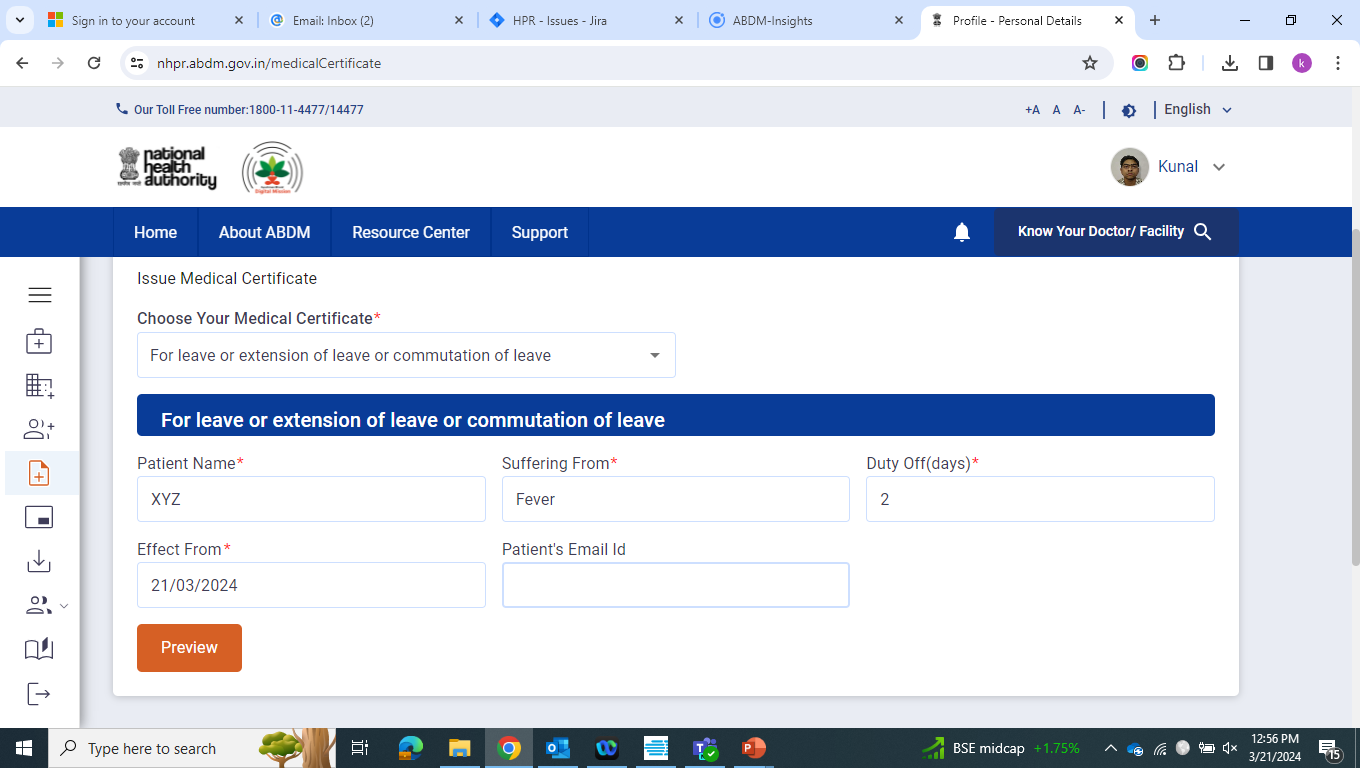 Sign in to your account
Email: Inbox (2)
HPR - Issues - Jira
ABDM-Insights
Profile - Personal Details
nhpr.abdm.gov.in/medicalCertificate
k
Our Toll Free number:1800-11-4477/14477
+A A A-
English
national
health
authority
Digital Mission
Kunal
Home
About ABDM
Resource Center
Support
Know Your Doctor/ Facility
Issue Medical Certificate
Choose Your Medical Certificate*
For leave or extension of leave or commutation of leave
For leave or extension of leave or commutation of leave
Patient Name*
Suffering From*
Duty Off(days)*
XYZ
Fever
2
Effect From*
Patient's Email Id
21/03/2024
Preview
Type here to search
BSE midcap +1.75%
12:56 PM
3/21/2024
15